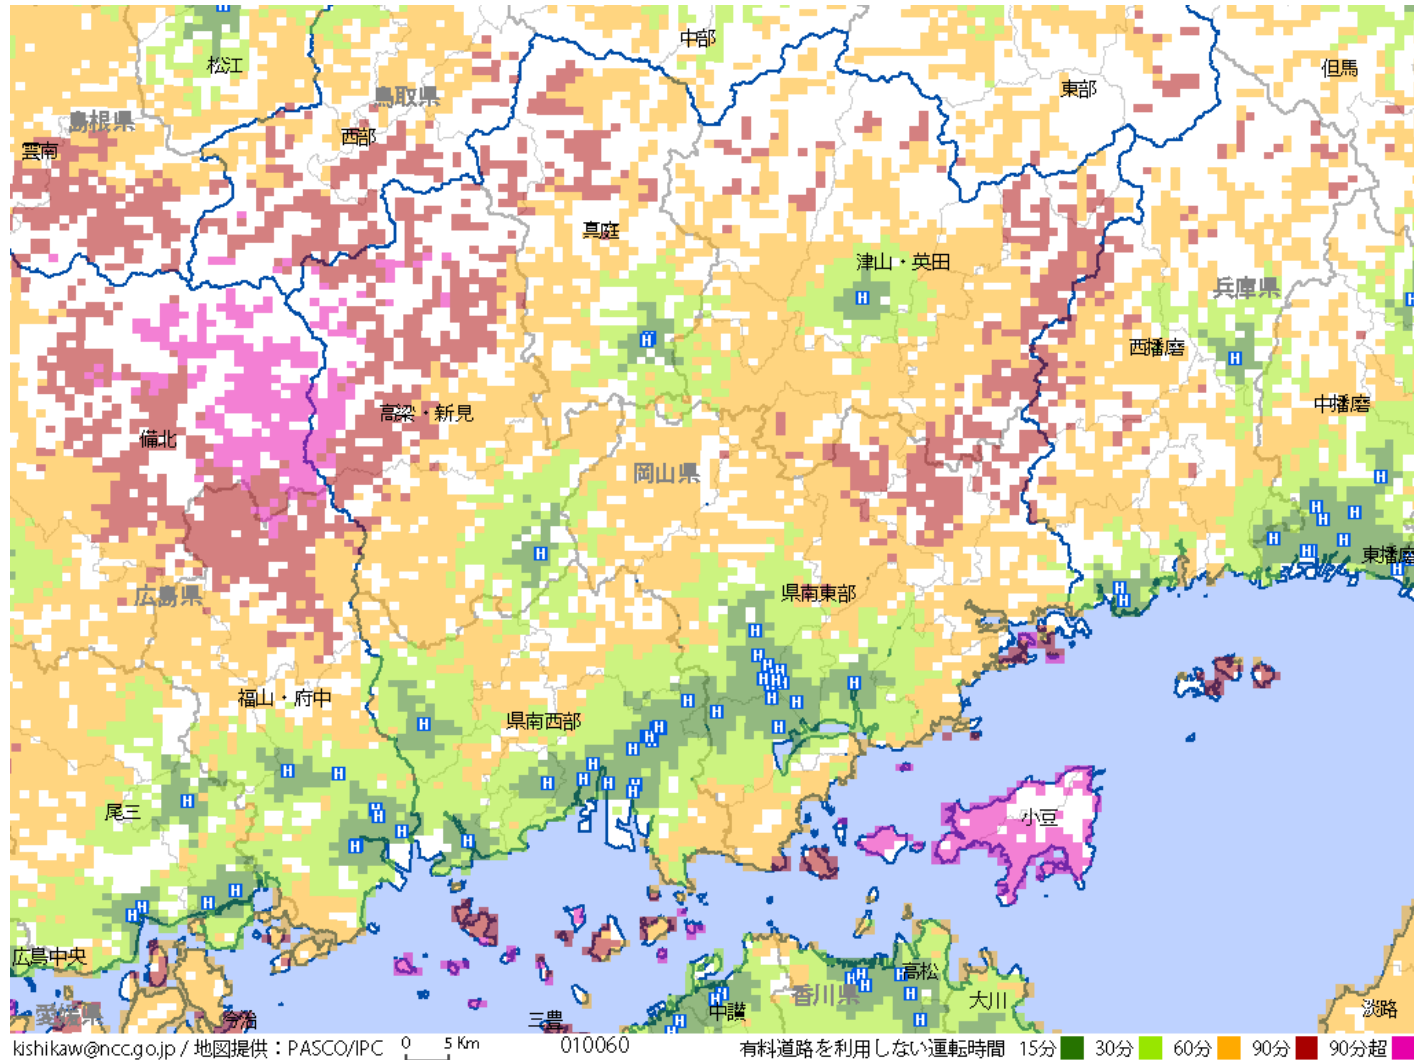 中部
松江
但馬
東部
鳥取県
島根県
西部
雲南
真庭
津山・英田
兵庫県
西播磨
中播磨
高梁・新見
備北
岡山県
東播磨
広島県
県南東部
福山・府中
県南西部
尾三
小豆
広島中央
高松
香川県
大川
愛媛県
今治
三豊
中讃
淡路
kishikaw@ncc.go.jp / 地図提供：PASCO/IPC 0 5 Km 010060 有料道路を利用しない運転時間 15分 30分 60分 90分 90分超